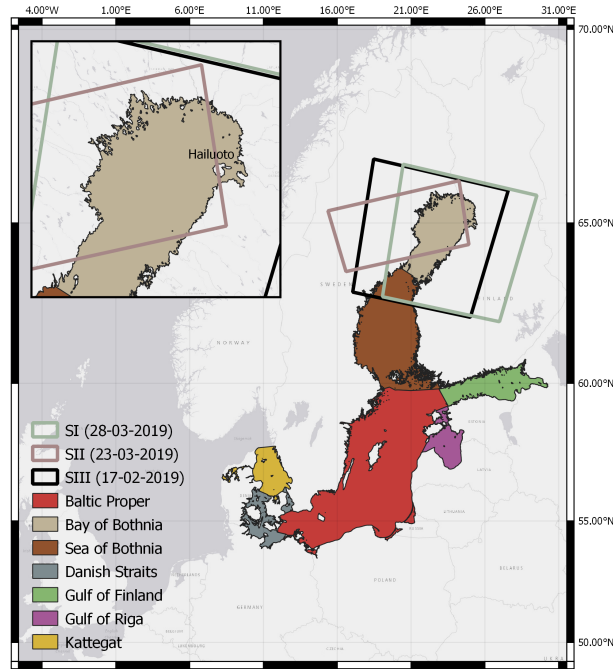 4.00°W 1.00°E 6.00°E 11.00°E 16.00°E 21.00°E 26.00°E 31.00°E
70.00°N
Hailuoto
65.00°N
SWEDEN
FINLAND
NORWAY
60.00°N
SI (28-03-2019)
SII (23-03-2019)
SIII (17-02-2019)
Baltic Proper
Bay of Bothnia
55.00°N
Sea of Bothnia
LITHUANIA
Danish Straits
BELARUS
POLAND
Gulf of Finland
GERMANY
Gulf of Riga
Kattegat
50.00°N